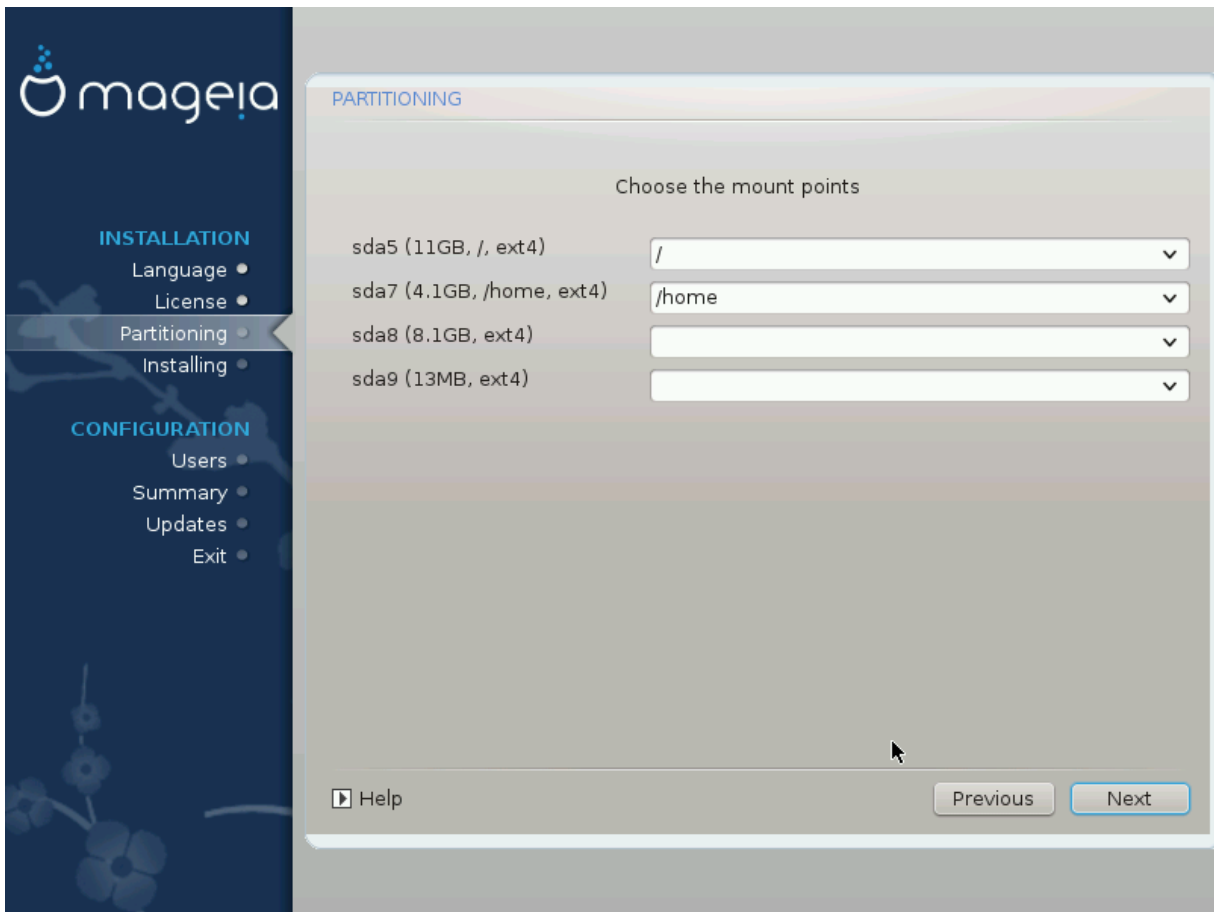 mageia
INSTALLATION
Language
License
Partitioning
Installing
CONFIGURATION
Users
Summary
Updates
Exit
PARTITIONING
Choose the mount points
sda5 (11GB, /, ext4) /
sda7 (4.1GB, /home, ext4) /home
sda8 (8.1GB, ext4)
sda9 (13MB, ext4)
Help Previous Next